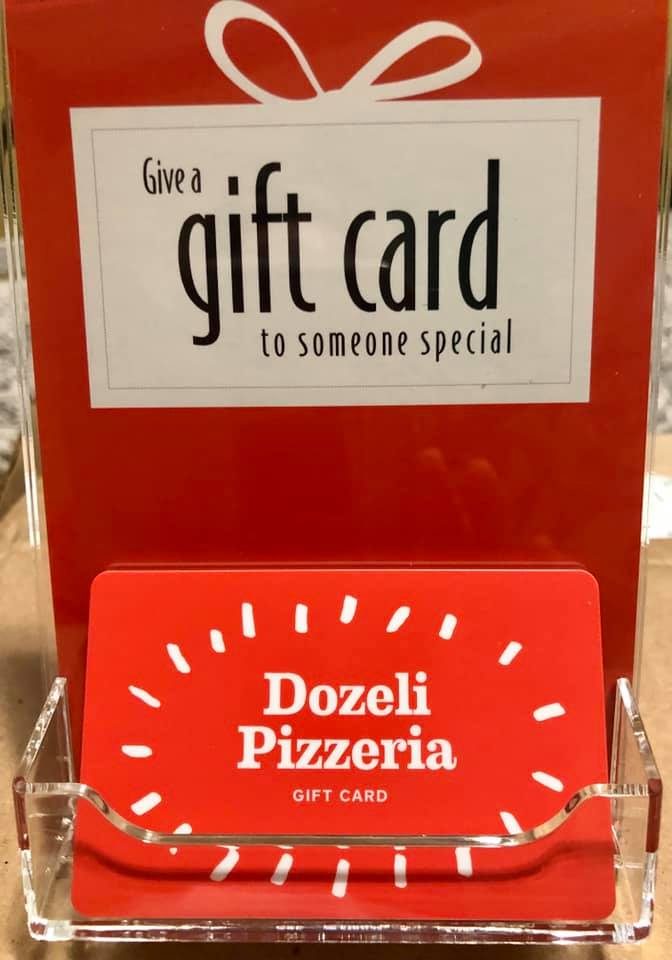 Give a
gift card
to someone special
Dozeli
Pizzeria
GIFT CARD